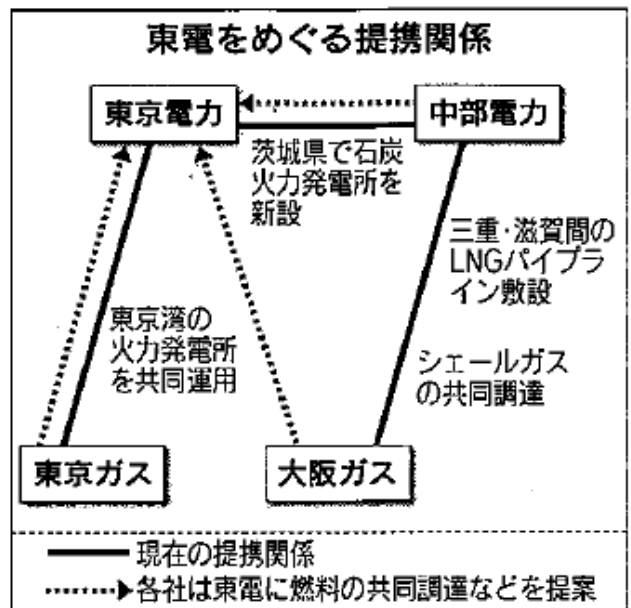 東電をめぐる提携関係
東京電力
中部電力
茨城県で石炭
火力発電所を
新設
三重・滋賀間の
LNGパイプラ
イン敷設
東京湾の
火力発電所
を共同運用
シェールガス
の共同調達
東京ガス
大阪ガス
現在の提携関係
各社は東電に燃料の共同調達などを提案